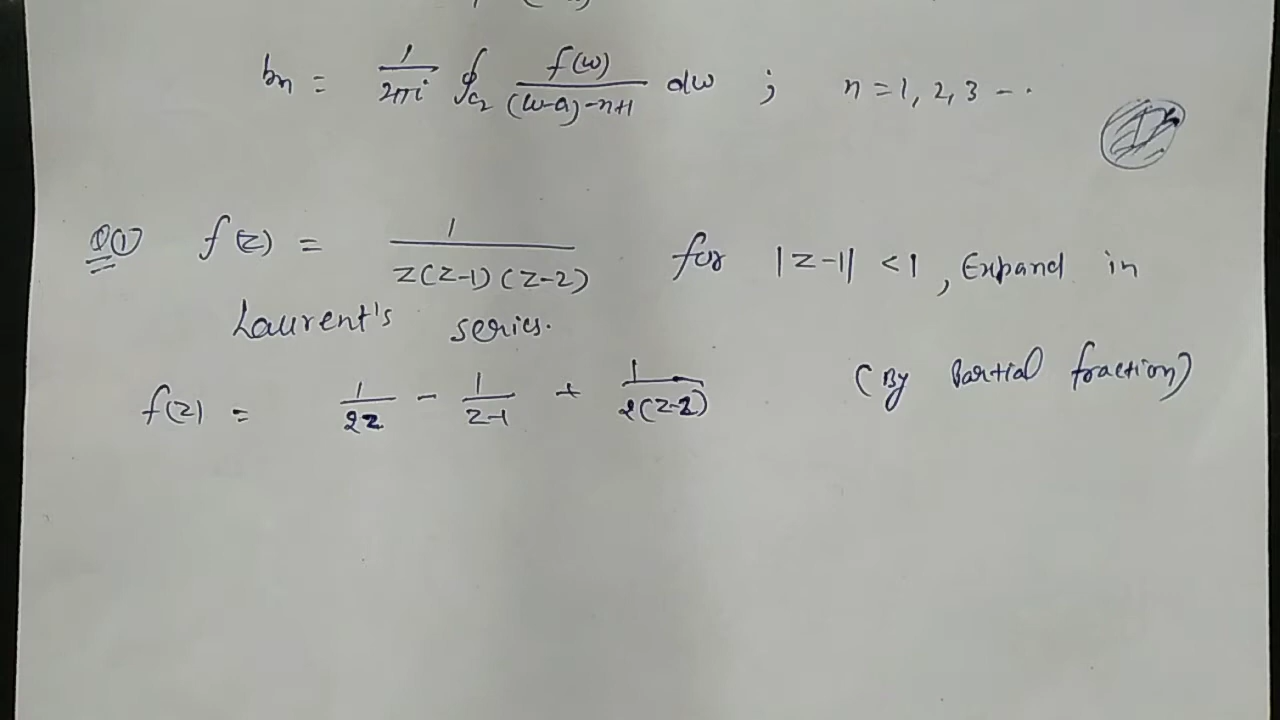 bn = 1/2πi ∮c2 f(w)/(w-a)-n+1 dw ; n = 1, 2, 3 - - .
Q(1) f(z) = 1/z(z-1)(z-2) for |z-1| < 1, Expand in
Laurent's series.
f(z) = 1/2z - 1/z-1 + 1/2(z-2) (By Partial fraction)